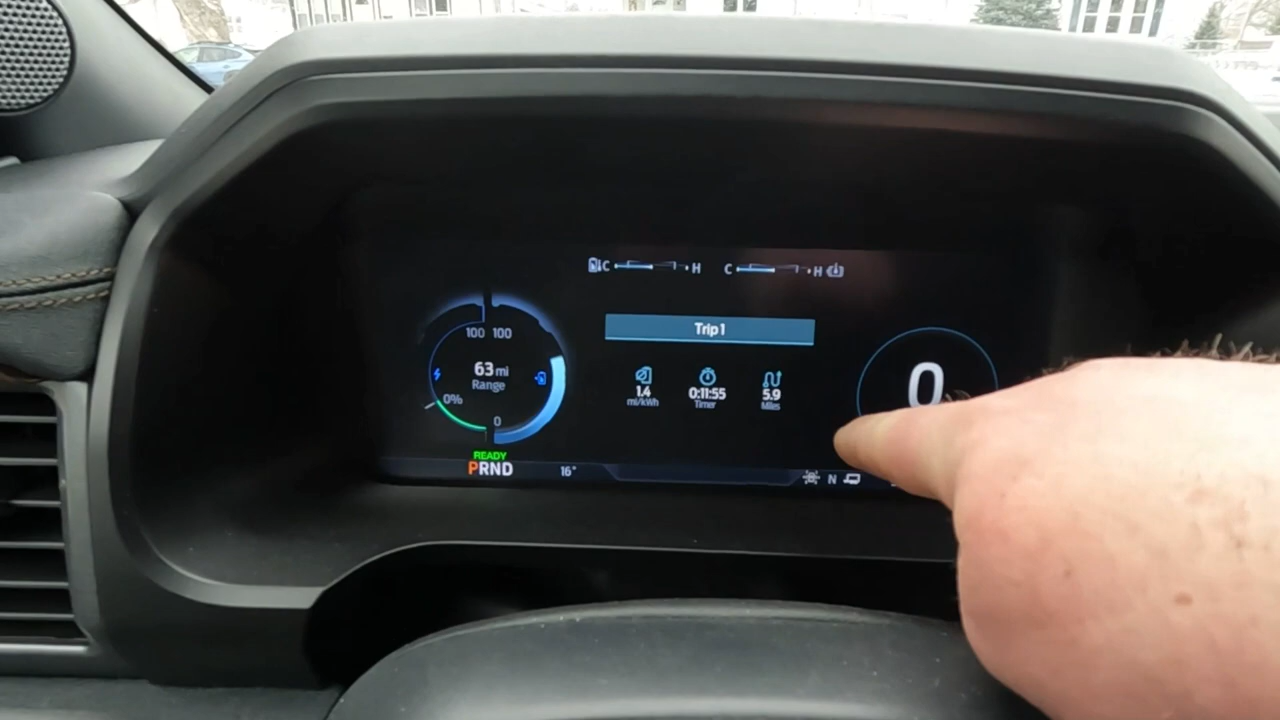 C H C H
Trip 1
100 100
63 mi
Range
0%
0
1.4
mi/kWh
0:11:55
Timer
5.9
Miles
0
READY
PRND
16°
N